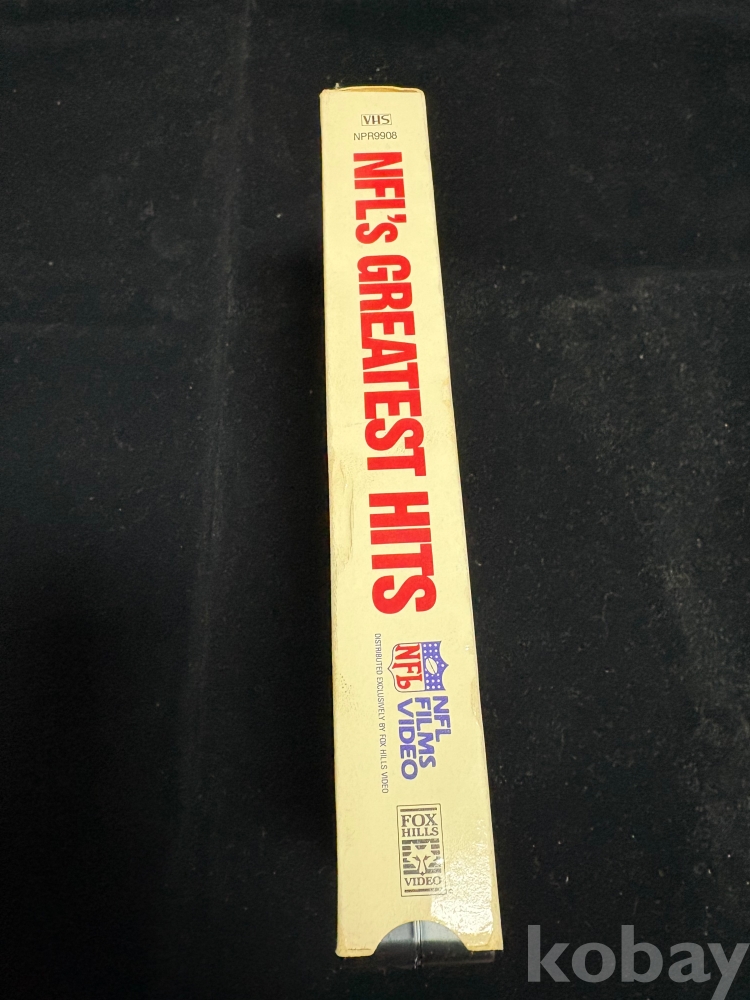 VHS
NPR9908
NFL's GREATEST HITS
NFL
NFL
FILMS
VIDEO
DISTRIBUTED EXCLUSIVELY BY FOX HILLS VIDEO
FOX
HILLS
VIDEO
kobay